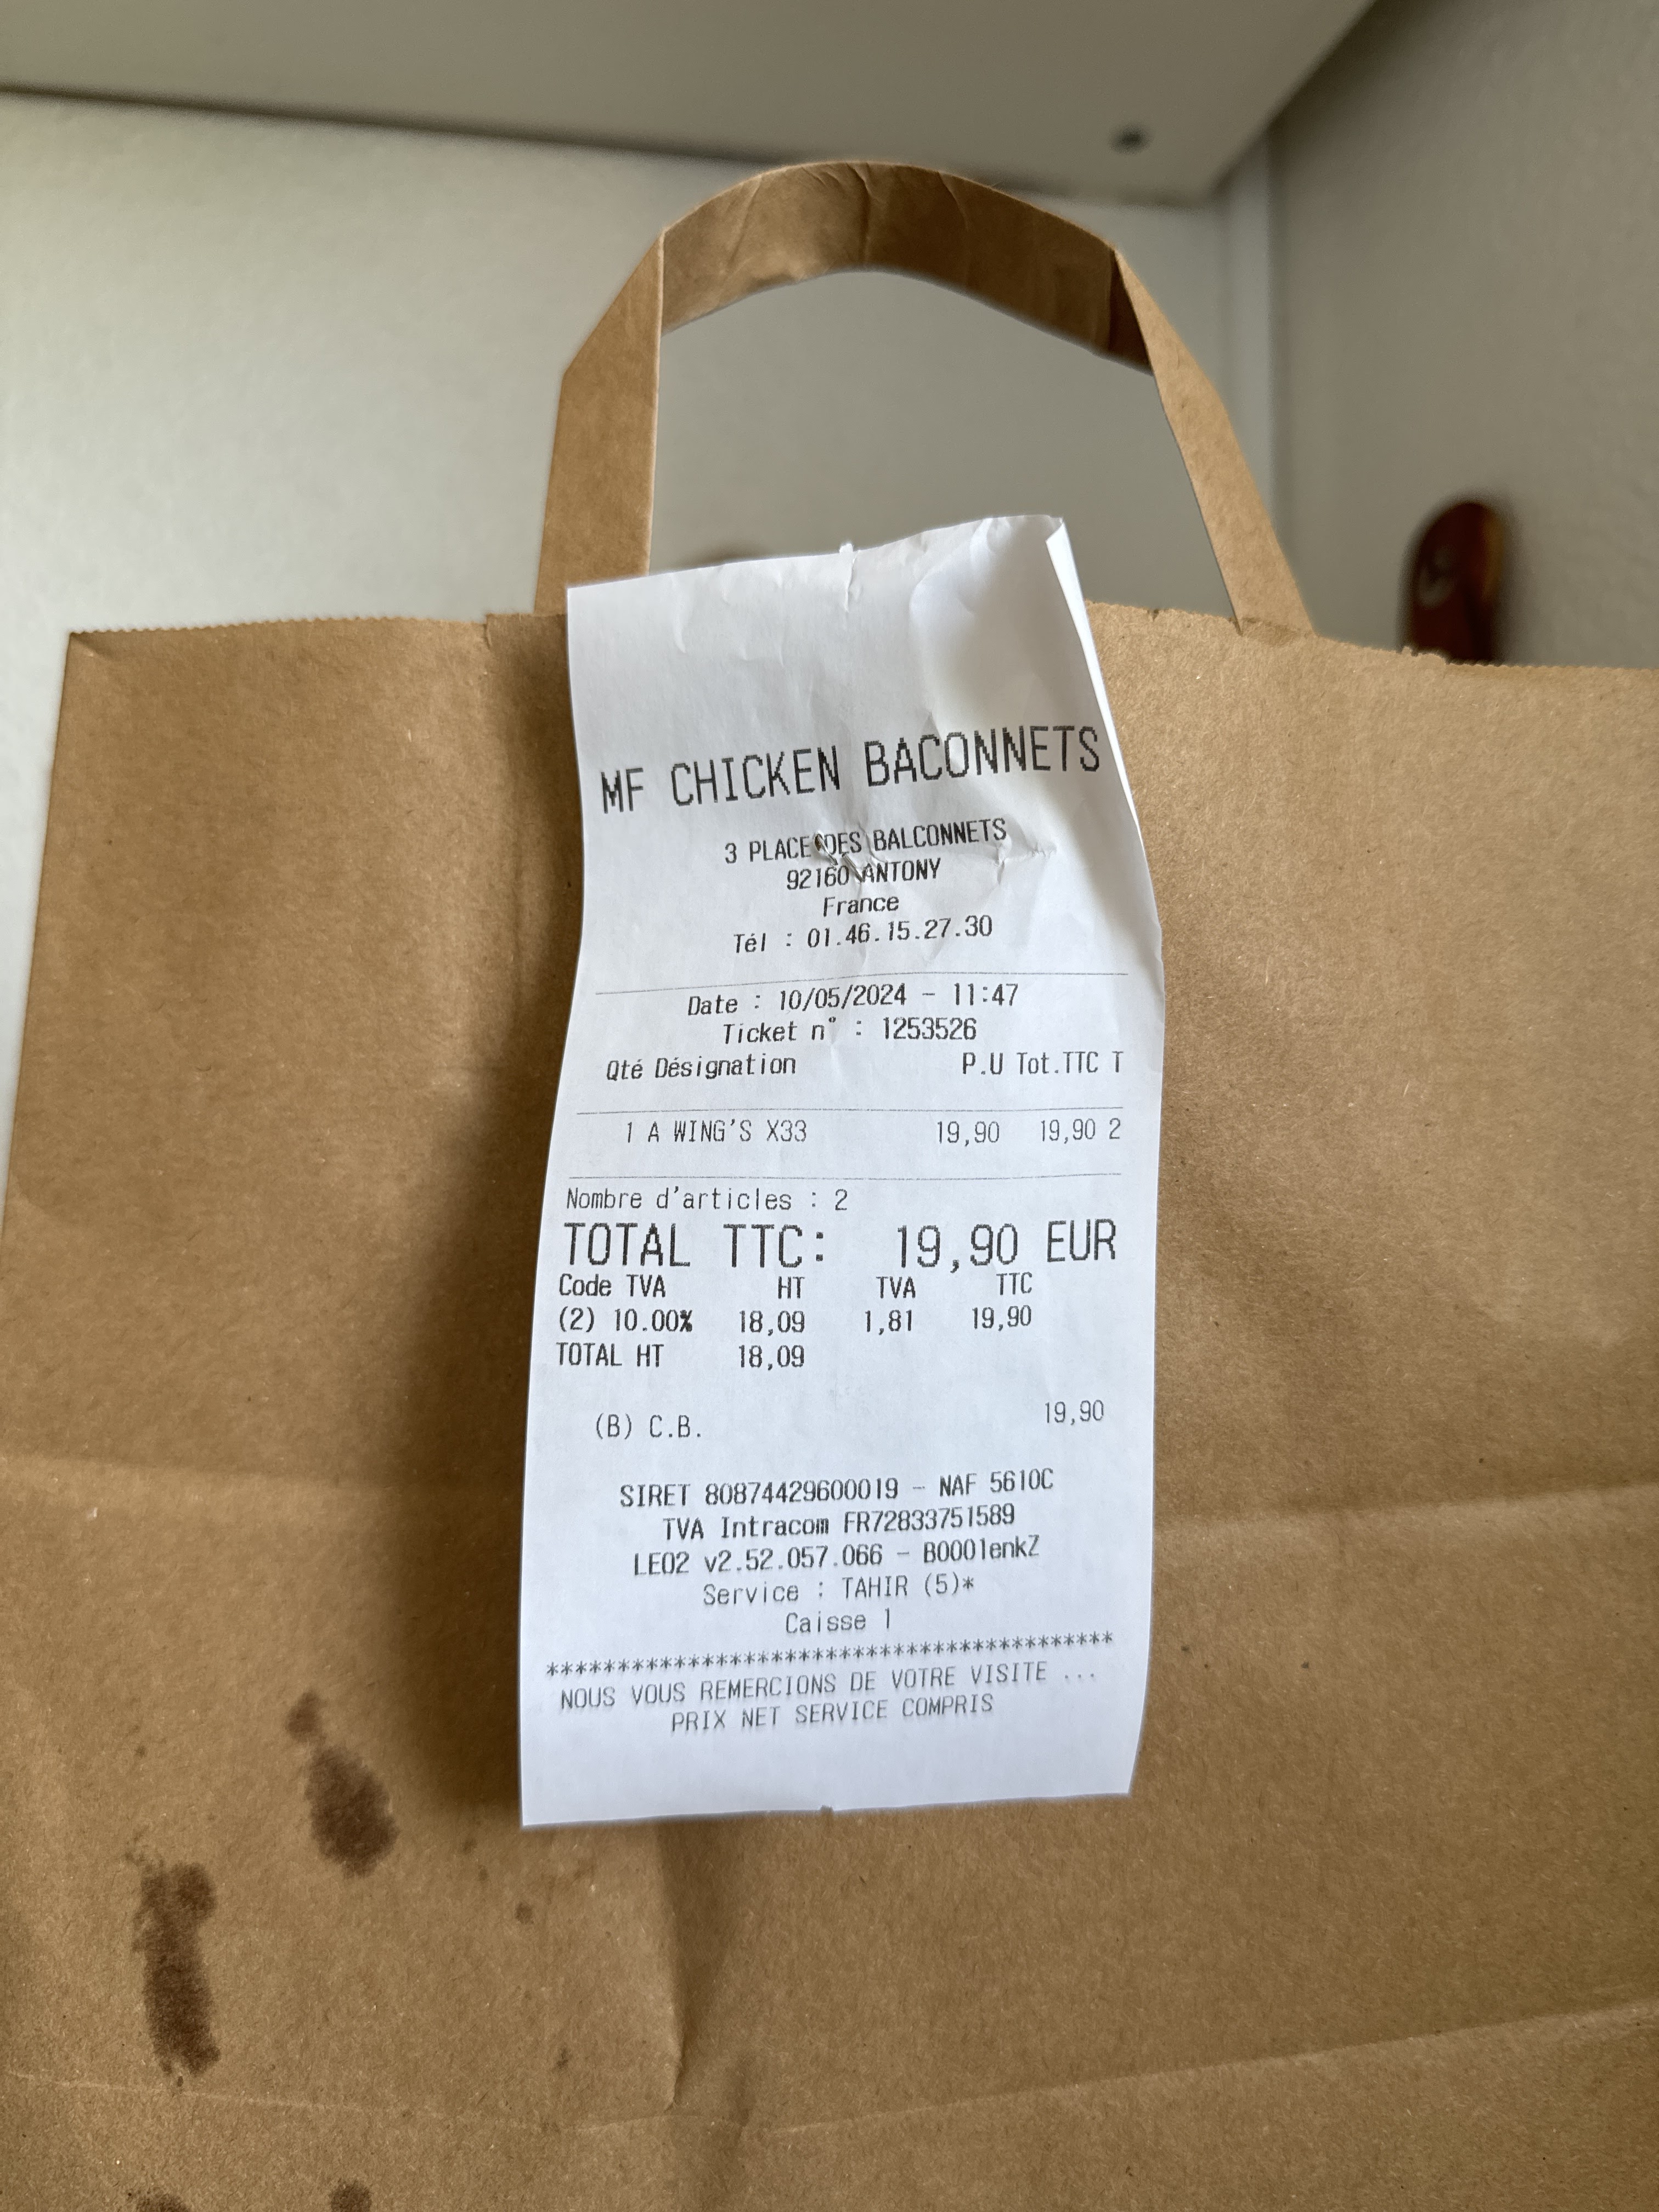 MF CHICKEN BACONNETS
3 PLACE DES BALCONNETS
92160 ANTONY
France
Tél : 01.46.15.27.30
Date : 10/05/2024 - 11:47
Ticket n° : 1253526
Qté Désignation P.U Tot.TTC T
1 A WING'S X33 19,90 19,90 2
Nombre d'articles : 2
TOTAL TTC: 19,90 EUR
Code TVA HT TVA TTC
(2) 10.00% 18,09 1,81 19,90
TOTAL HT 18,09
(B) C.B. 19,90
SIRET 80874429600019 - NAF 5610C
TVA Intracom FR72833751589
LEO2 v2.52.057.066 - B0001enkZ
Service : TAHIR (5)*
Caisse 1
******************************************
NOUS VOUS REMERCIONS DE VOTRE VISITE ...
PRIX NET SERVICE COMPRIS